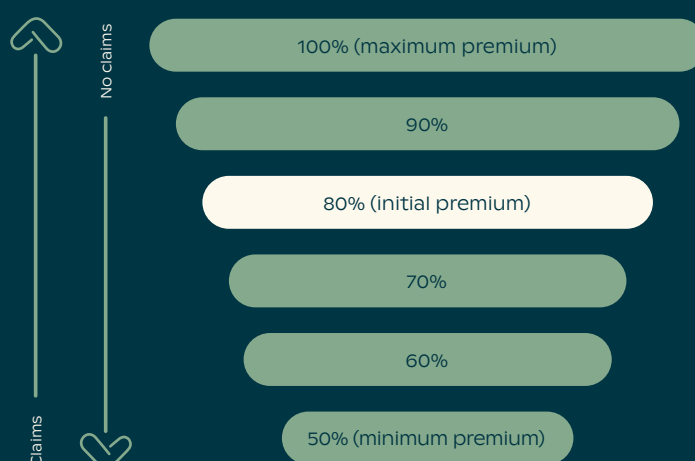 No claims
Claims
100% (maximum premium)
90%
80% (initial premium)
70%
60%
50% (minimum premium)